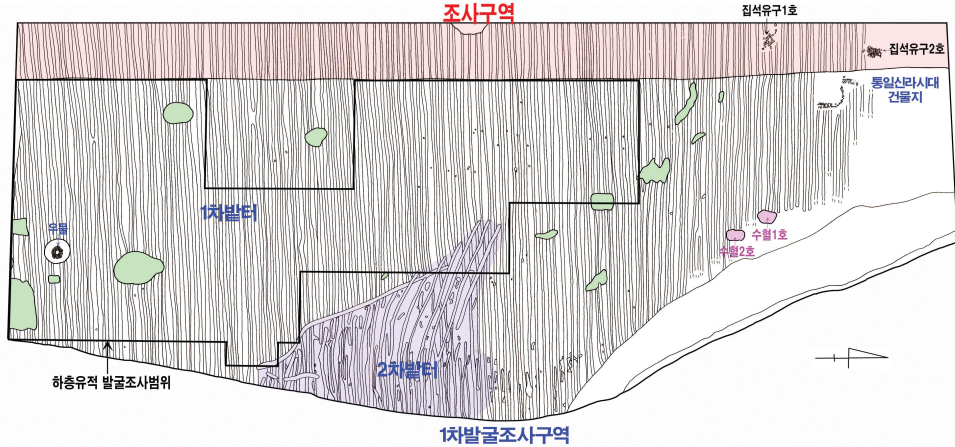 조사구역
집석유구1호
집석유구2호
통일신라시대
건물지
1차밭터
우물
수혈1호
수혈2호
2차밭터
하층유적 발굴조사범위
1차발굴조사구역